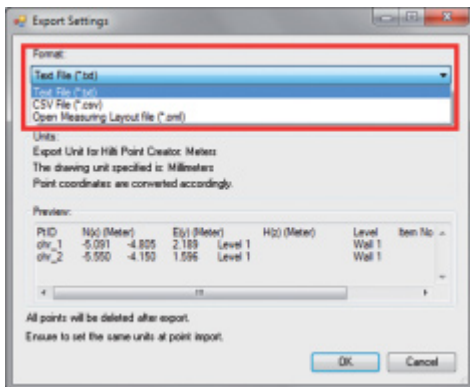 Export Settings
Format:
Text File (*.txt)
Text File (*.txt)
CSV File (*.csv)
Open Measuring Layout file (*.oml)
Units:
Export Unit for Hilti Point Creator: Meters
The drawing unit specified is: Millimeters
Point coordinates are converted accordingly.
Preview:
PtID N(x) (Meter) E(y) (Meter) H(z) (Meter) Level Item No
-5.091 -4.805 2.189 Level 1 Wall 1
-5.550 -4.150 1.596 Level 1 Wall 1
All points will be deleted after export.
Ensure to set the same units at point import.
OK Cancel